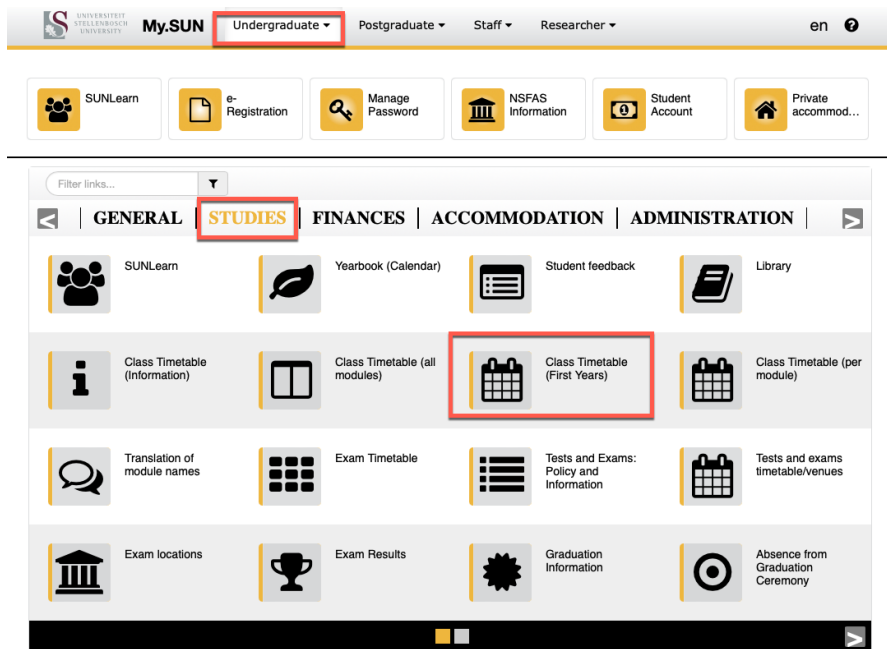 UNIVERSITEIT
STELLENBOSCH
UNIVERSITY
My.SUN
Undergraduate
Postgraduate
Staff
Researcher
en
SUNLearn
e-
Registration
Manage
Password
NSFAS
Information
Student
Account
Private
accommod...
Filter links...
GENERAL
STUDIES
FINANCES
ACCOMMODATION
ADMINISTRATION
SUNLearn
Yearbook (Calendar)
Student feedback
Library
Class Timetable
(Information)
Class Timetable (all
modules)
Class Timetable
(First Years)
Class Timetable (per
module)
Translation of
module names
Exam Timetable
Tests and Exams:
Policy and
Information
Tests and exams
timetable/venues
Exam locations
Exam Results
Graduation
Information
Absence from
Graduation
Ceremony